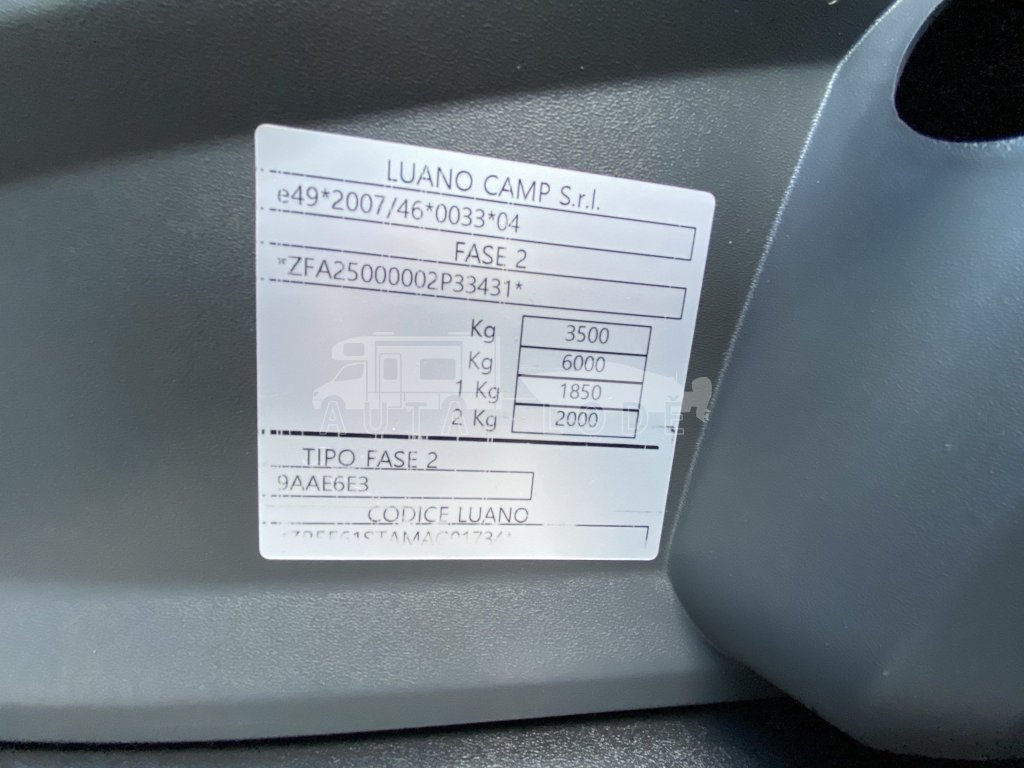 LUANO CAMP S.r.l.
e49*2007/46*0033*04
FASE 2
*ZFA25000002P33431*
Kg 3500
Kg 6000
1 Kg 1850
2 Kg 2000
TIPO FASE 2
9AAE6E3
CODICE LUANO